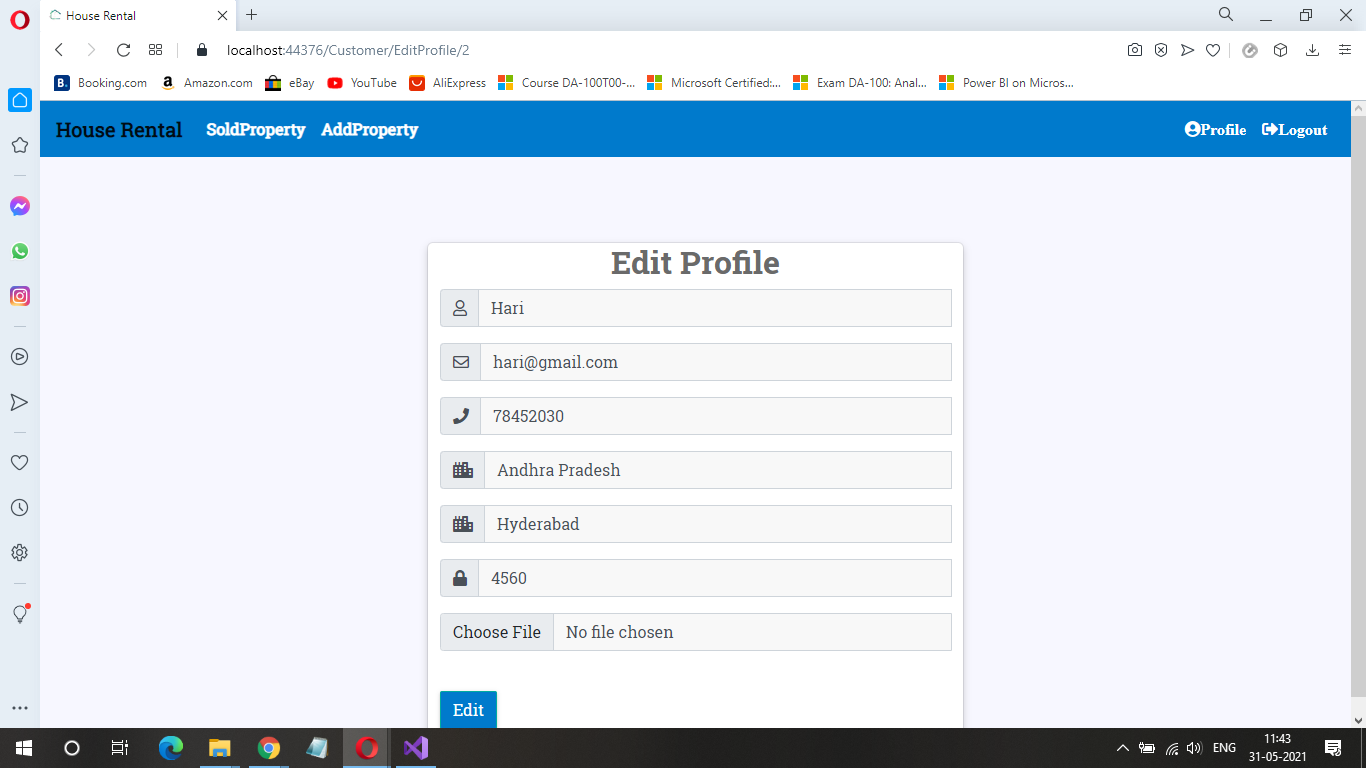 House Rental
localhost:44376/Customer/EditProfile/2
B. Booking.com a Amazon.com eBay YouTube AliExpress Course DA-100T00-... Microsoft Certified:... Exam DA-100: Anal... Power BI on Micros...
House Rental SoldProperty AddProperty Profile Logout
Edit Profile
Hari
hari@gmail.com
78452030
Andhra Pradesh
Hyderabad
4560
Choose File No file chosen
Edit
ENG 11:43
31-05-2021